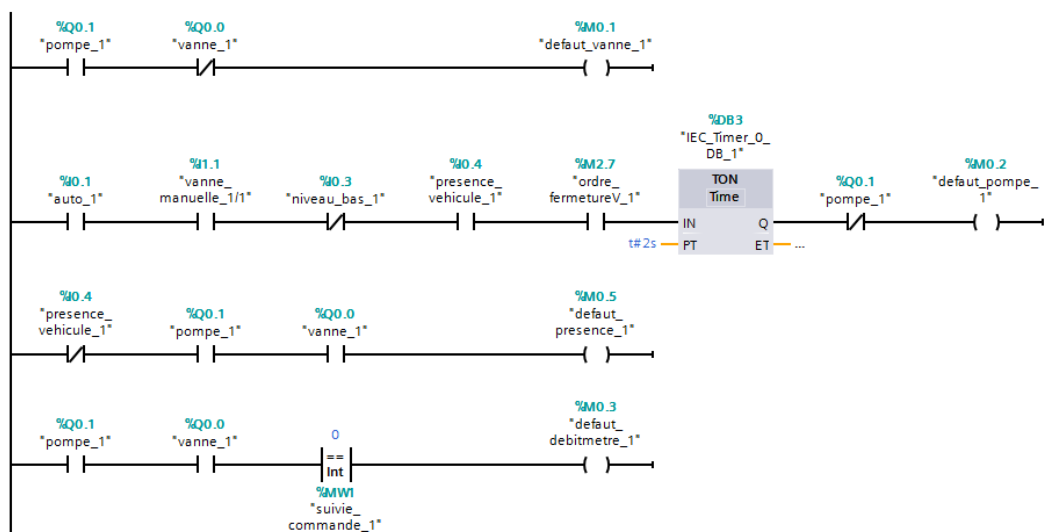 %Q0.1
"pompe_1"
%Q0.0
"vanne_1"
%M0.1
"defaut_vanne_1"
%I0.1
"auto_1"
%I1.1
"vanne_
manuelle_1/1"
%I0.3
"niveau_bas_1"
%I0.4
"presence_
vehicule_1"
%M2.7
"ordre_
fermetureV_1"
%DB3
"IEC_Timer_0_
DB_1"
TON
Time
IN
Q
t#2s
PT
ET
...
%Q0.1
"pompe_1"
%M0.2
"defaut_pompe_
1"
%I0.4
"presence_
vehicule_1"
%Q0.1
"pompe_1"
%Q0.0
"vanne_1"
%M0.5
"defaut_
presence_1"
%Q0.1
"pompe_1"
%Q0.0
"vanne_1"
0
==
Int
%MW1
"suivie_
commande_1"
%M0.3
"defaut_
debitmetre_1"